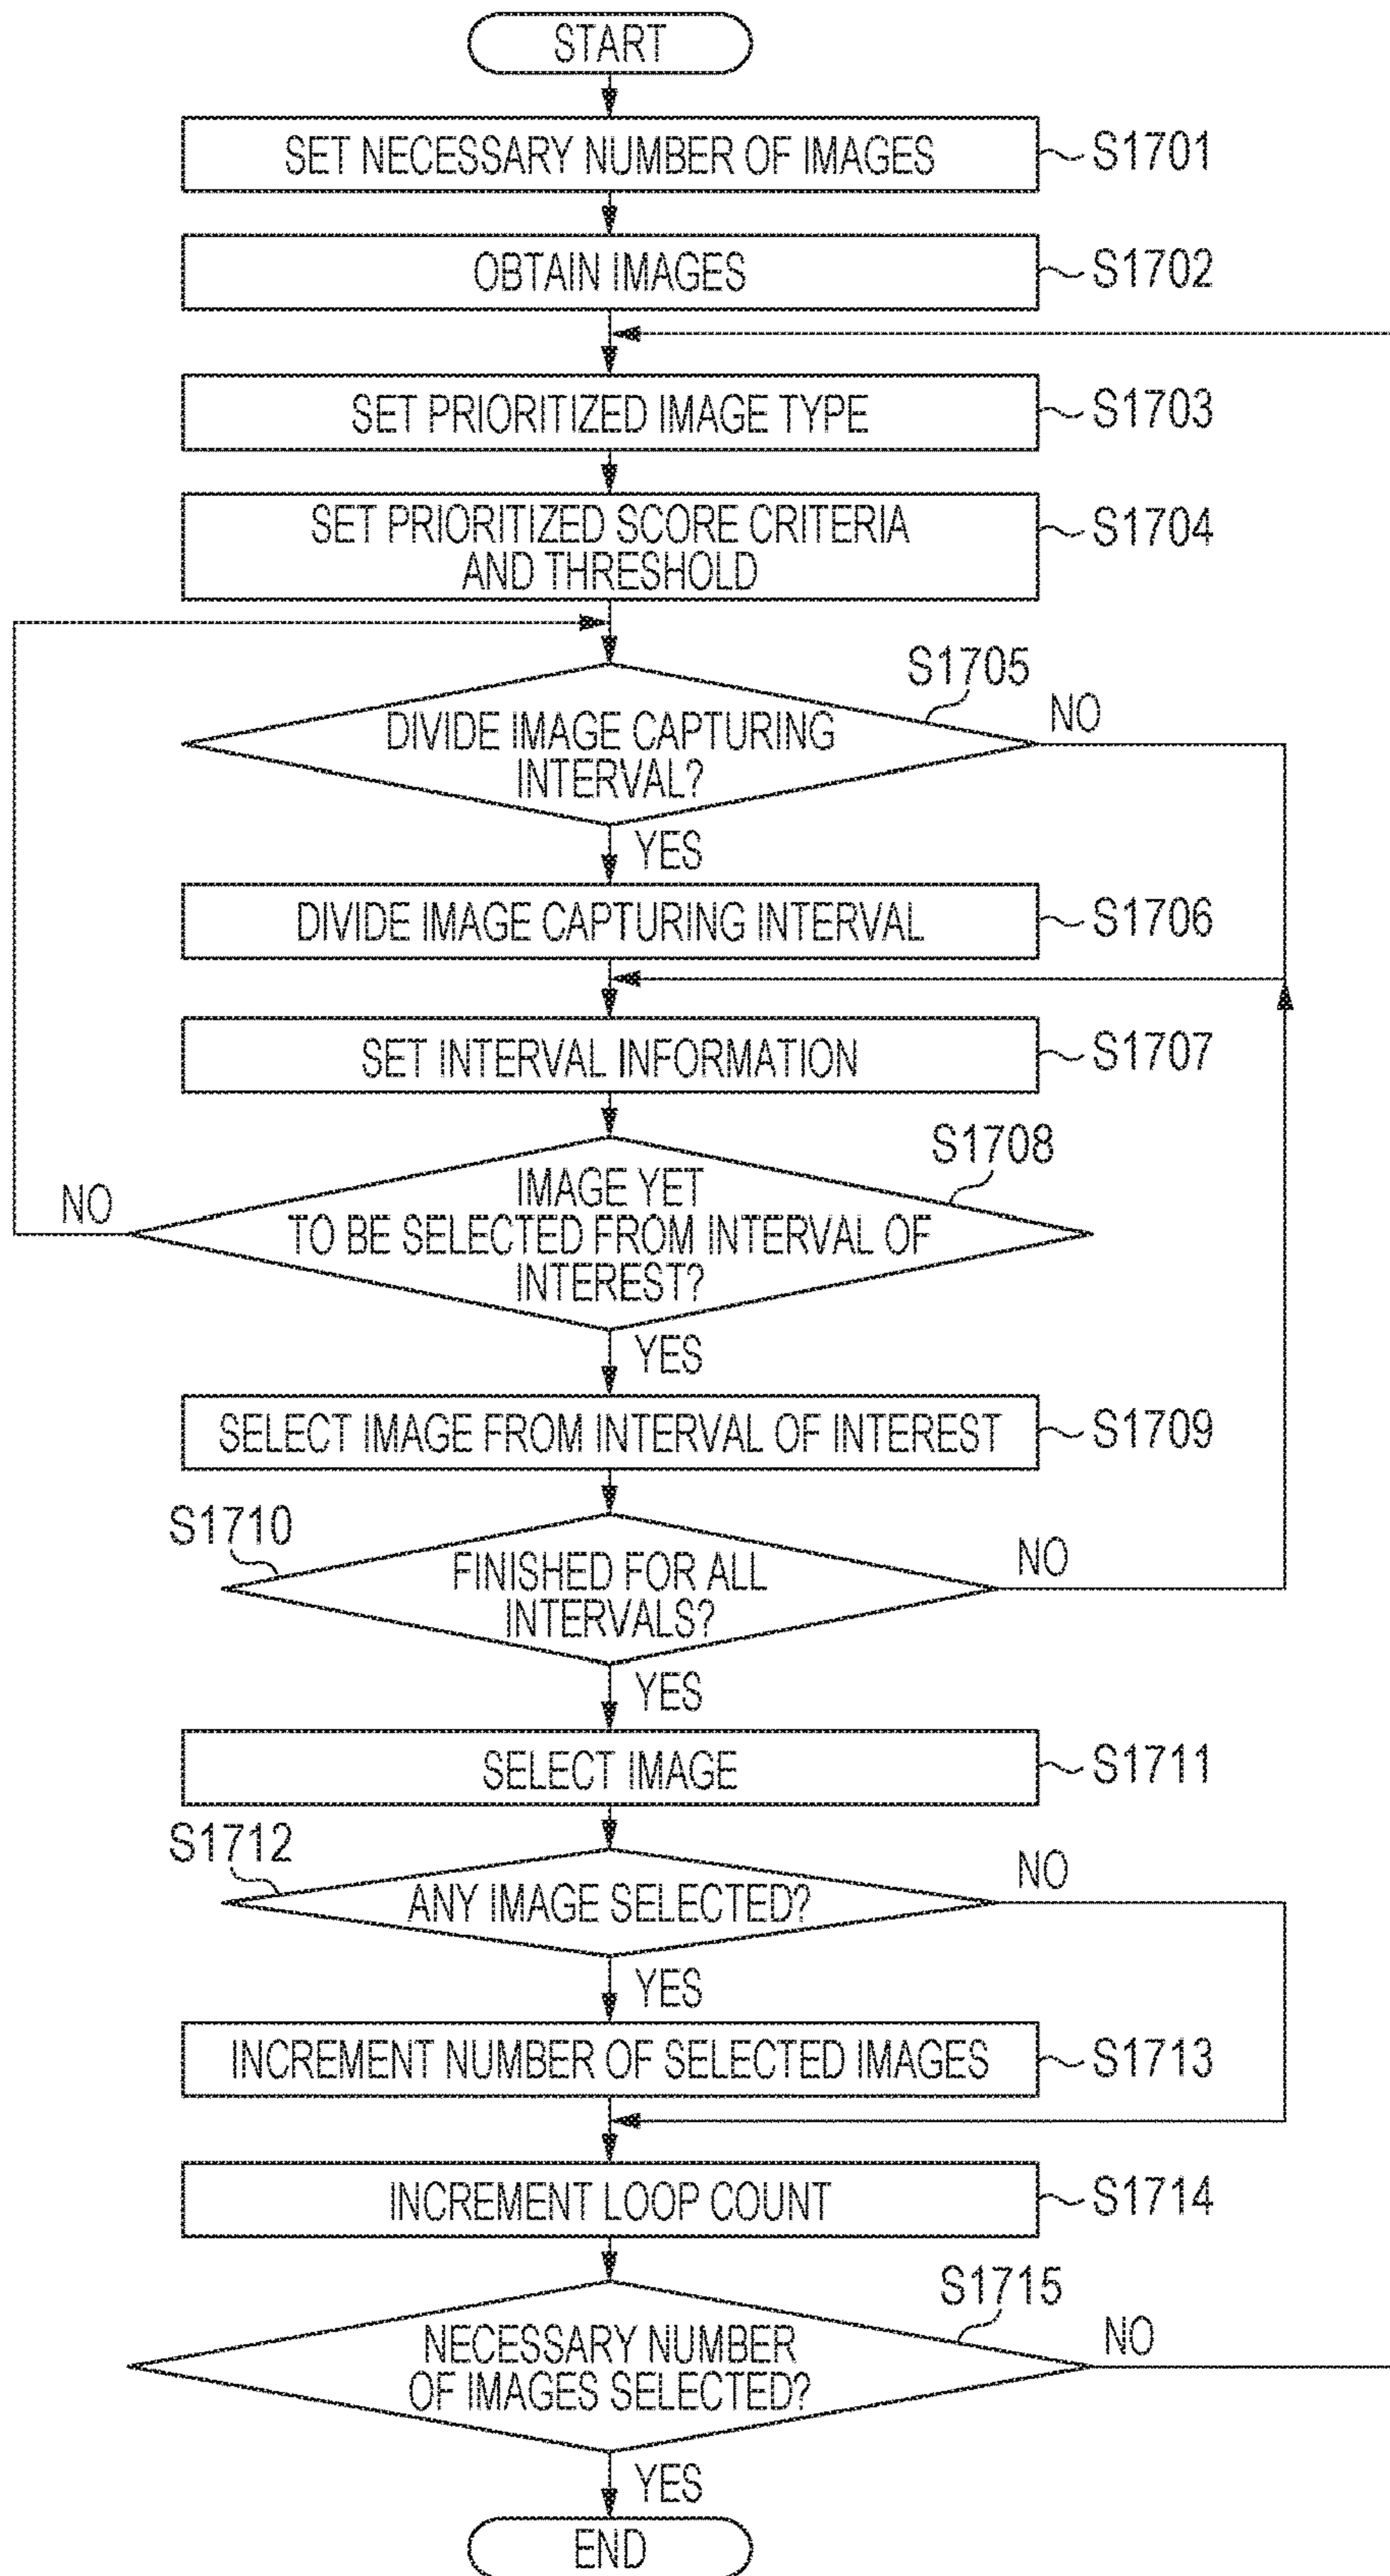 START
SET NECESSARY NUMBER OF IMAGES
S1701
OBTAIN IMAGES
S1702
SET PRIORITIZED IMAGE TYPE
S1703
SET PRIORITIZED SCORE CRITERIA
AND THRESHOLD
S1704
S1705
DIVIDE IMAGE CAPTURING
INTERVAL?
NO
YES
DIVIDE IMAGE CAPTURING INTERVAL
S1706
SET INTERVAL INFORMATION
S1707
S1708
IMAGE YET
TO BE SELECTED FROM INTERVAL OF
INTEREST?
NO
YES
SELECT IMAGE FROM INTERVAL OF INTEREST
S1709
S1710
FINISHED FOR ALL
INTERVALS?
NO
YES
SELECT IMAGE
S1711
S1712
ANY IMAGE SELECTED?
NO
YES
INCREMENT NUMBER OF SELECTED IMAGES
S1713
INCREMENT LOOP COUNT
S1714
S1715
NECESSARY NUMBER
OF IMAGES SELECTED?
NO
YES
END